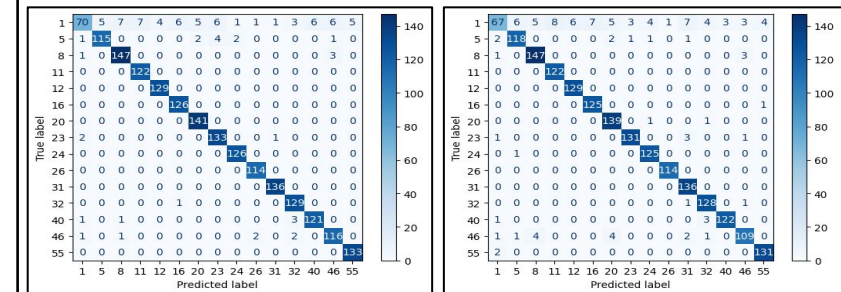 True label
1 70 5 7 7 4 6 5 6 1 1 1 3 6 6 5
5 1 115 0 0 0 0 2 4 2 0 0 0 0 1 0
8 1 0 147 0 0 0 0 0 0 0 0 0 0 3 0
11 0 0 0 122 0 0 0 0 0 0 0 0 0 0 0
12 0 0 0 0 129 0 0 0 0 0 0 0 0 0 0
16 0 0 0 0 0 126 0 0 0 0 0 0 0 0 0
20 0 0 0 0 0 0 141 0 0 0 0 0 0 0 0
23 2 0 0 0 0 0 0 133 0 0 1 0 0 0 0
24 0 0 0 0 0 0 0 0 126 0 0 0 0 0 0
26 0 0 0 0 0 0 0 0 0 114 0 0 0 0 0
31 0 0 0 0 0 0 0 0 0 0 136 0 0 0 0
32 0 0 0 0 0 1 0 0 0 0 0 129 0 0 0
40 1 0 1 0 0 0 0 0 0 0 0 3 121 0 0
46 1 0 1 0 0 0 0 0 0 2 0 2 0 116 0
55 0 0 0 0 0 0 0 0 0 0 0 0 0 0 133
1 5 8 11 12 16 20 23 24 26 31 32 40 46 55
Predicted label
140
120
100
80
60
40
20
0
True label
1 67 6 5 8 6 7 5 3 4 1 7 4 3 3 4
5 2 118 0 0 0 0 2 1 1 0 1 0 0 0 0
8 1 0 147 0 0 0 0 0 0 0 0 0 0 3 0
11 0 0 0 122 0 0 0 0 0 0 0 0 0 0 0
12 0 0 0 0 129 0 0 0 0 0 0 0 0 0 0
16 0 0 0 0 0 125 0 0 0 0 0 0 0 0 1
20 0 0 0 0 0 0 139 0 1 0 0 1 0 0 0
23 1 0 0 0 0 0 0 131 0 0 3 0 0 1 0
24 0 1 0 0 0 0 0 0 125 0 0 0 0 0 0
26 0 0 0 0 0 0 0 0 0 114 0 0 0 0 0
31 0 0 0 0 0 0 0 0 0 0 136 0 0 0 0
32 0 0 0 0 0 0 0 0 0 0 1 128 0 1 0
40 1 0 0 0 0 0 0 0 0 0 0 3 122 0 0
46 1 1 4 0 0 0 4 0 0 0 2 1 0 109 0
55 2 0 0 0 0 0 0 0 0 0 0 0 0 0 131
1 5 8 11 12 16 20 23 24 26 31 32 40 46 55
Predicted label
140
120
100
80
60
40
20
0